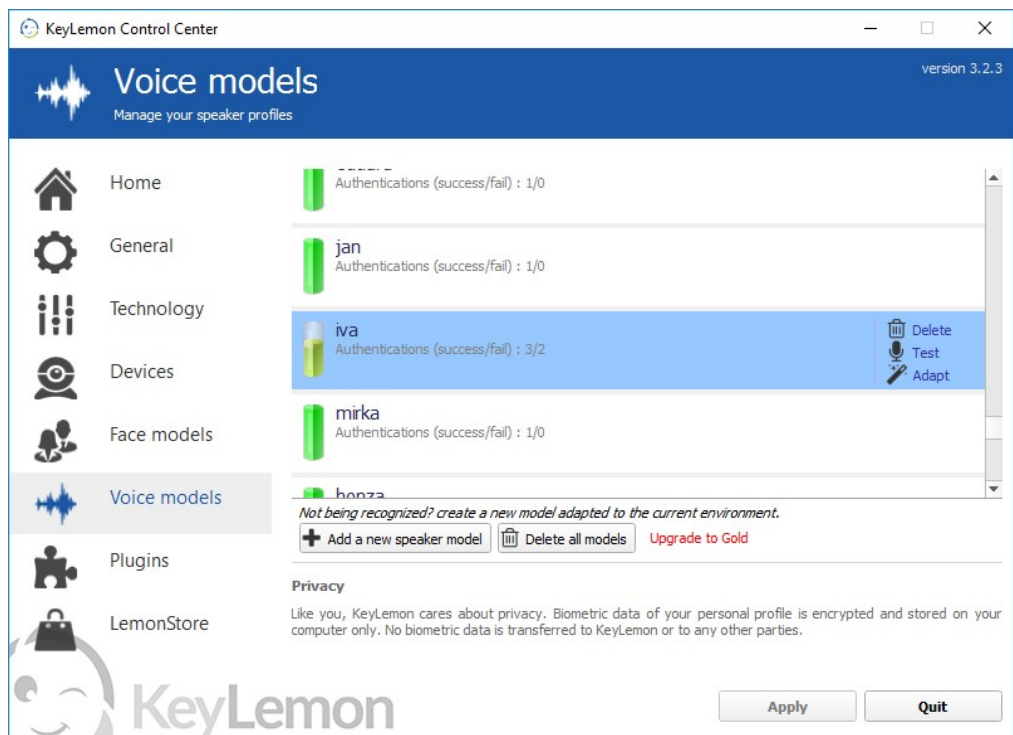 KeyLemon Control Center
Voice models
version 3.2.3
Manage your speaker profiles
Home
General
Technology
Devices
Face models
Voice models
Plugins
LemonStore
Authentications (success/fail) : 1/0
jan
Authentications (success/fail) : 1/0
iva
Authentications (success/fail) : 3/2
Delete
Test
Adapt
mirka
Authentications (success/fail) : 1/0
honza
Not being recognized? create a new model adapted to the current environment.
Add a new speaker model Delete all models Upgrade to Gold
Privacy
Like you, KeyLemon cares about privacy. Biometric data of your personal profile is encrypted and stored on your
computer only. No biometric data is transferred to KeyLemon or to any other parties.
KeyLemon
Apply Quit